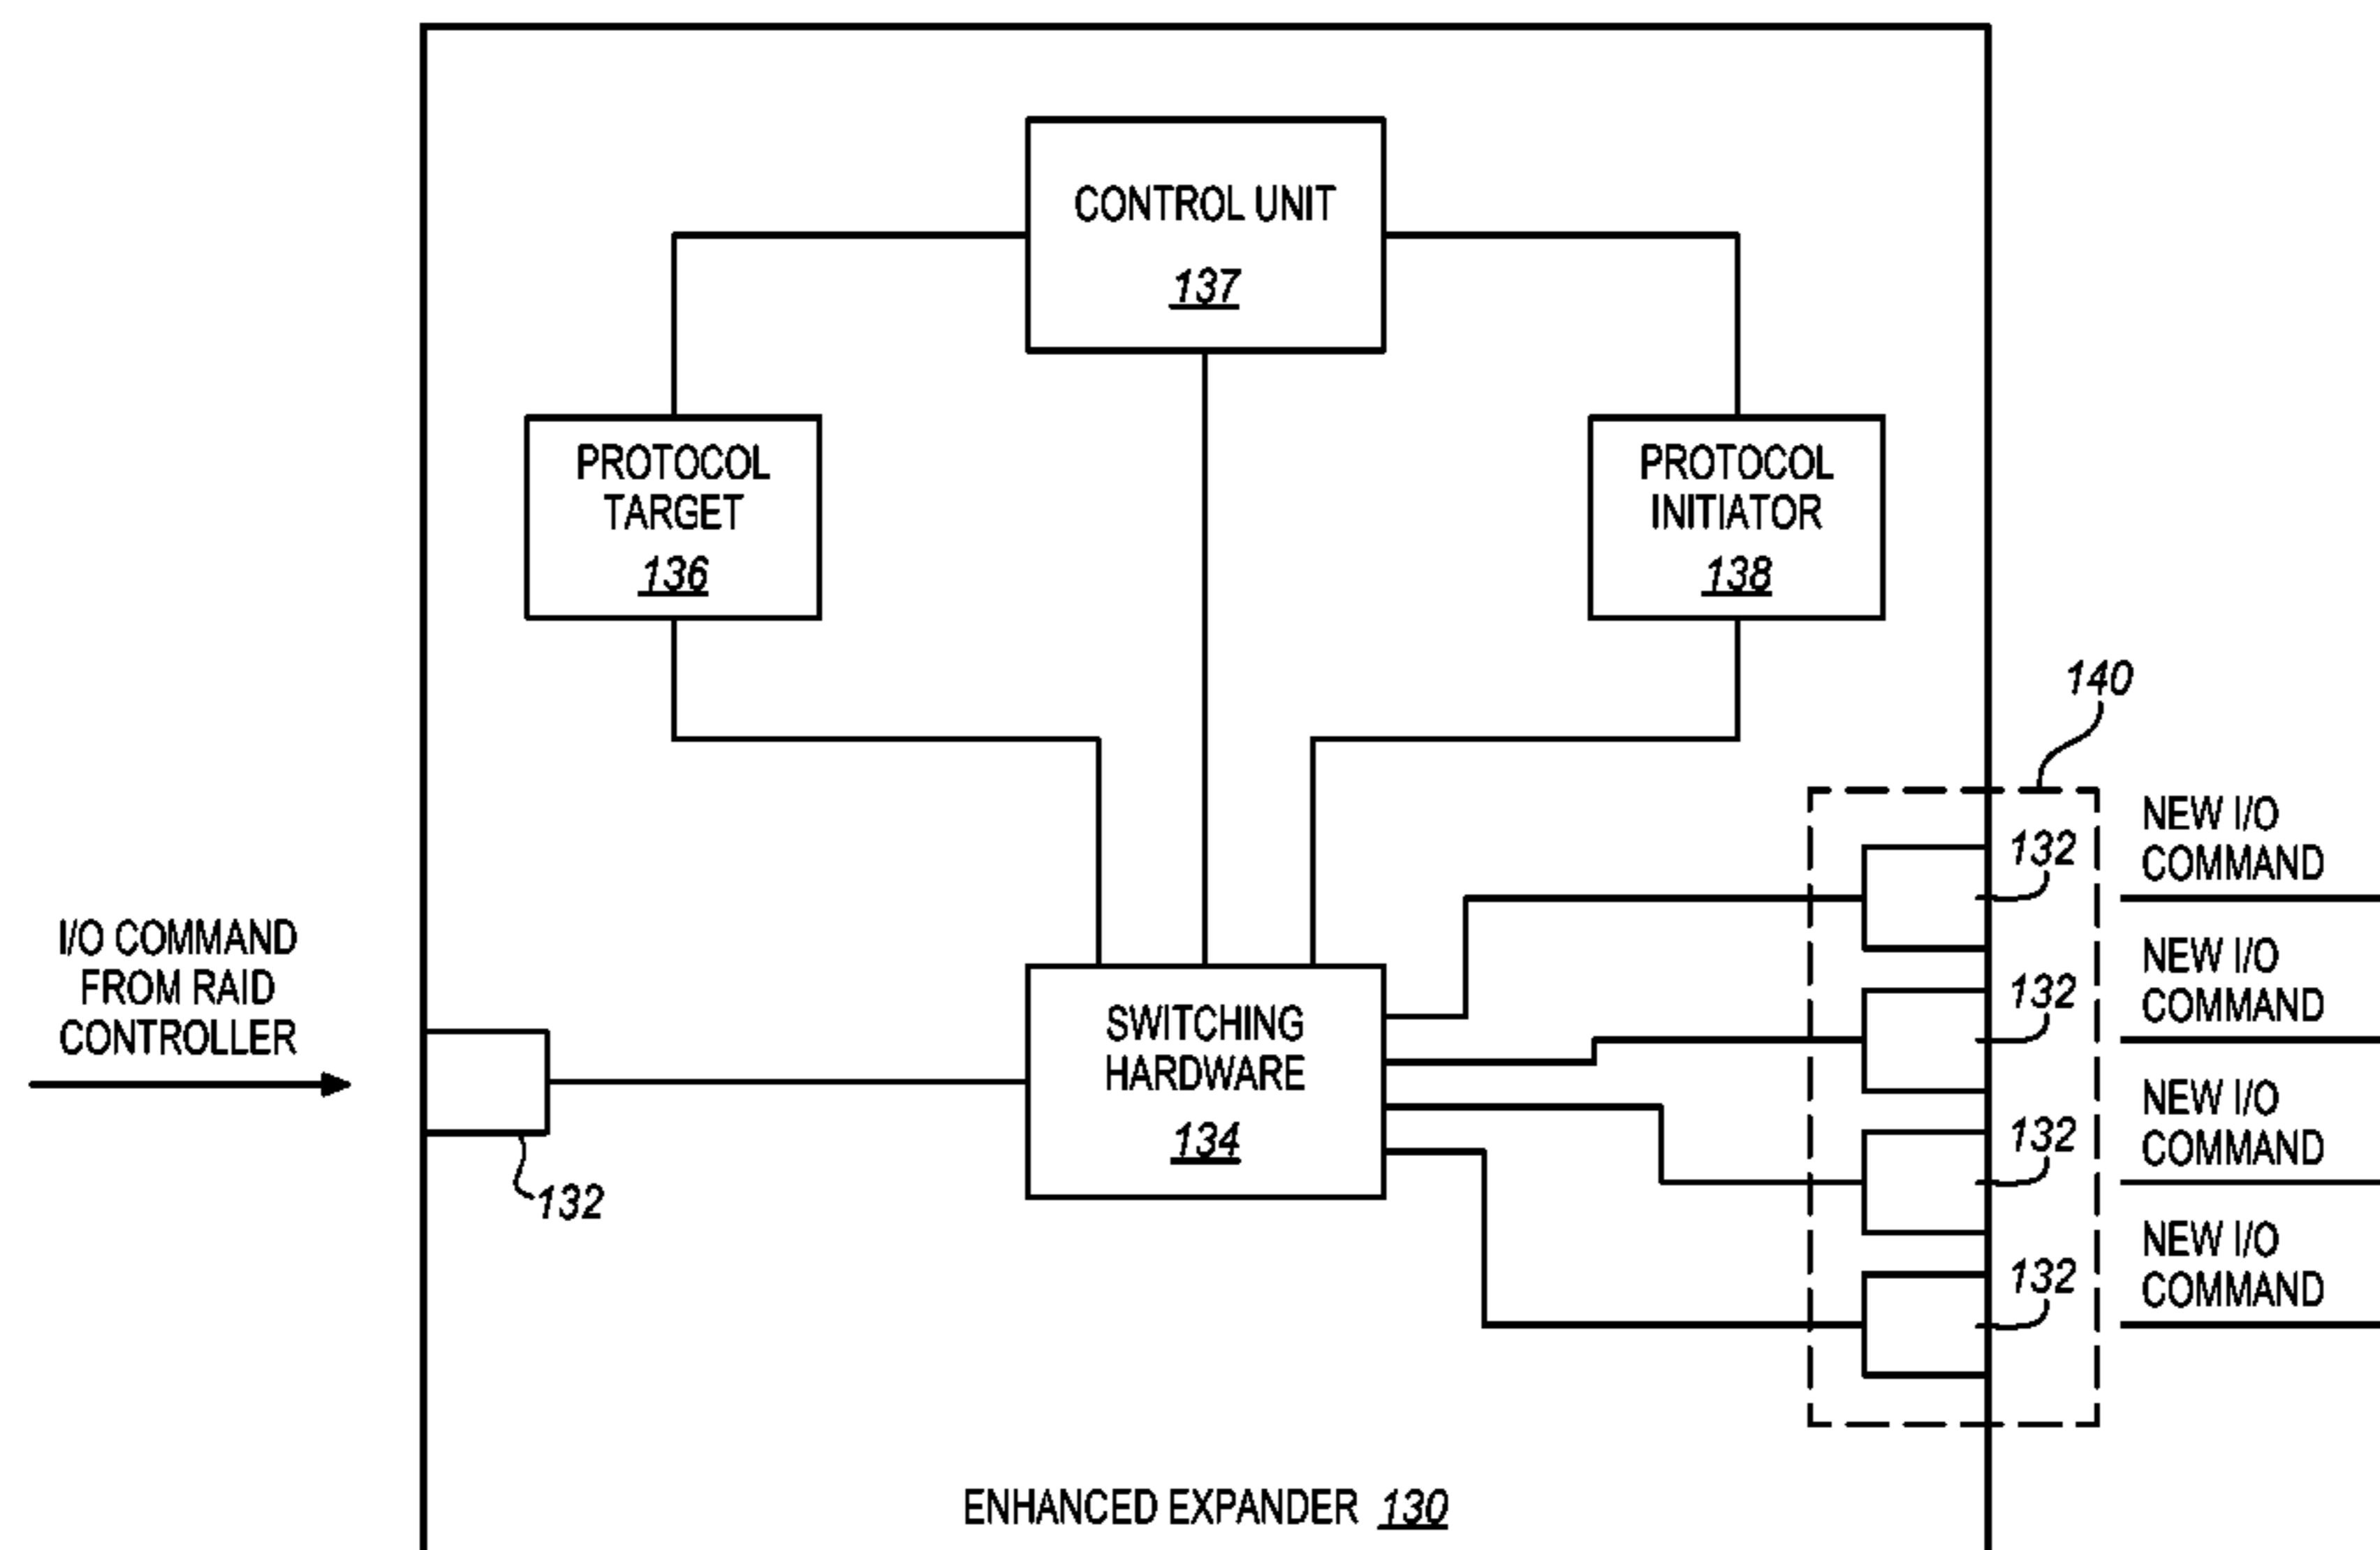 CONTROL UNIT
137
PROTOCOL
TARGET
136
PROTOCOL
INITIATOR
138
140
I/O COMMAND
FROM RAID
CONTROLLER
132
SWITCHING
HARDWARE
134
132
NEW I/O
COMMAND
132
NEW I/O
COMMAND
132
NEW I/O
COMMAND
132
NEW I/O
COMMAND
ENHANCED EXPANDER 130